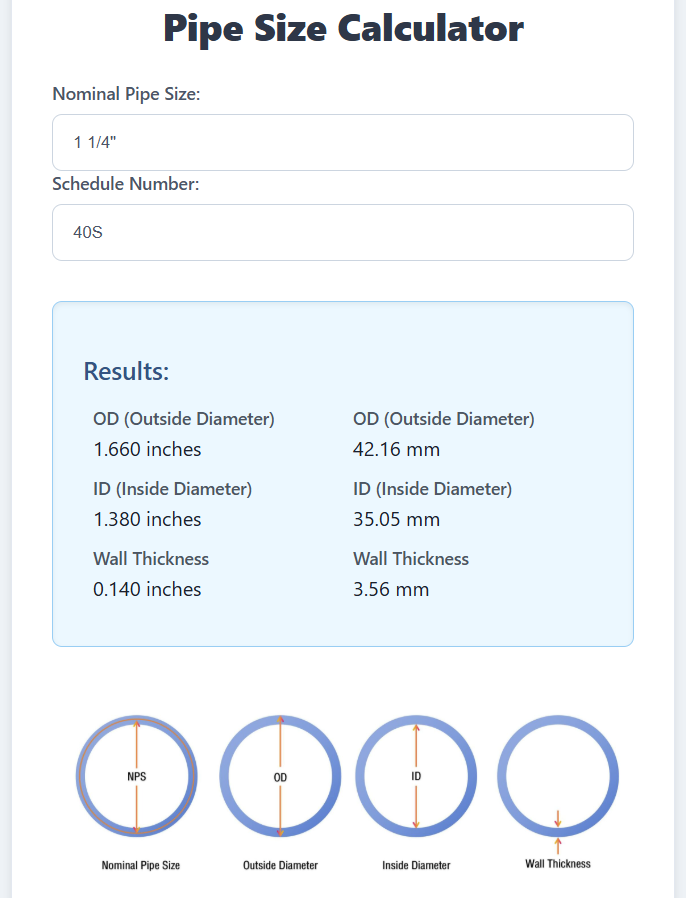 Pipe Size Calculator
Nominal Pipe Size:
1 1/4"
Schedule Number:
40S
Results:
OD (Outside Diameter) OD (Outside Diameter)
1.660 inches 42.16 mm
ID (Inside Diameter) ID (Inside Diameter)
1.380 inches 35.05 mm
Wall Thickness Wall Thickness
0.140 inches 3.56 mm
NPS OD ID
Nominal Pipe Size Outside Diameter Inside Diameter Wall Thickness